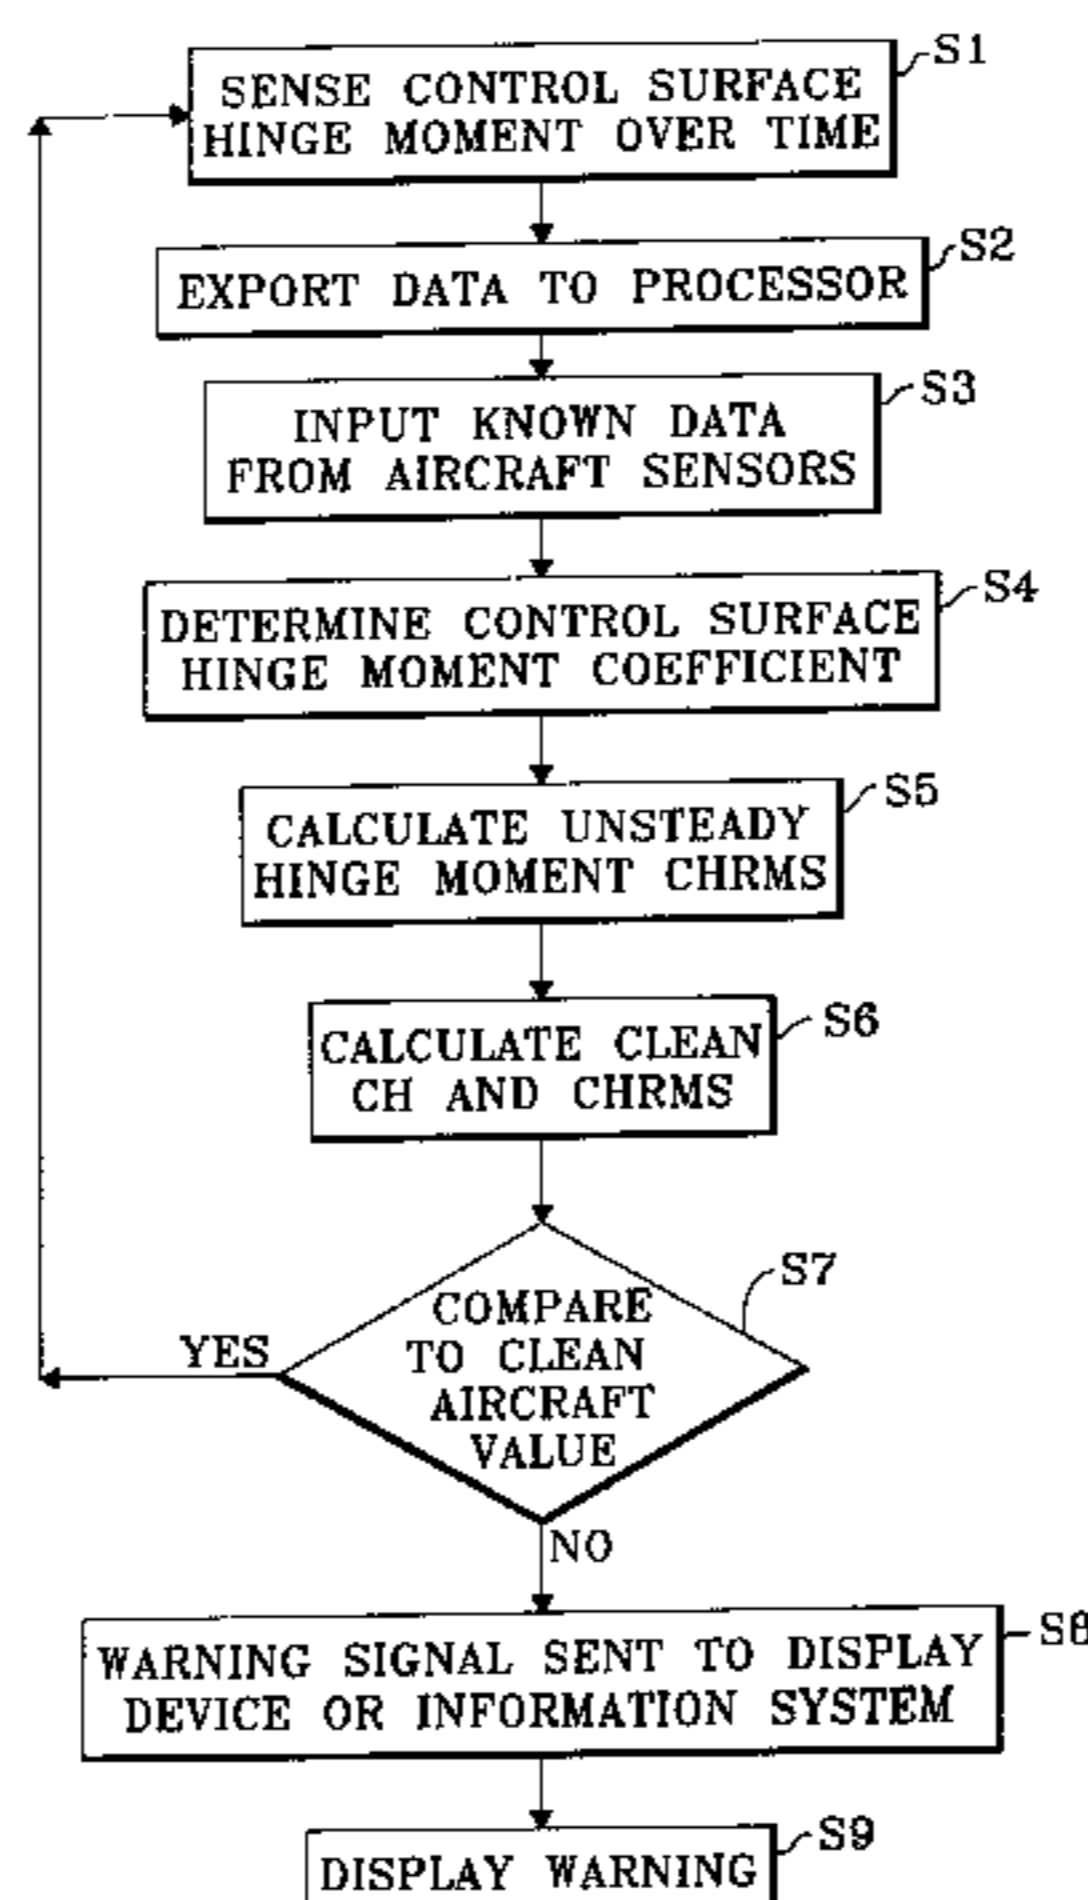 S1
SENSE CONTROL SURFACE
HINGE MOMENT OVER TIME
S2
EXPORT DATA TO PROCESSOR
S3
INPUT KNOWN DATA
FROM AIRCRAFT SENSORS
S4
DETERMINE CONTROL SURFACE
HINGE MOMENT COEFFICIENT
S5
CALCULATE UNSTEADY
HINGE MOMENT CHRMS
S6
CALCULATE CLEAN
CH AND CHRMS
S7
COMPARE
TO CLEAN
AIRCRAFT
VALUE
YES
NO
S8
WARNING SIGNAL SENT TO DISPLAY
DEVICE OR INFORMATION SYSTEM
S9
DISPLAY WARNING